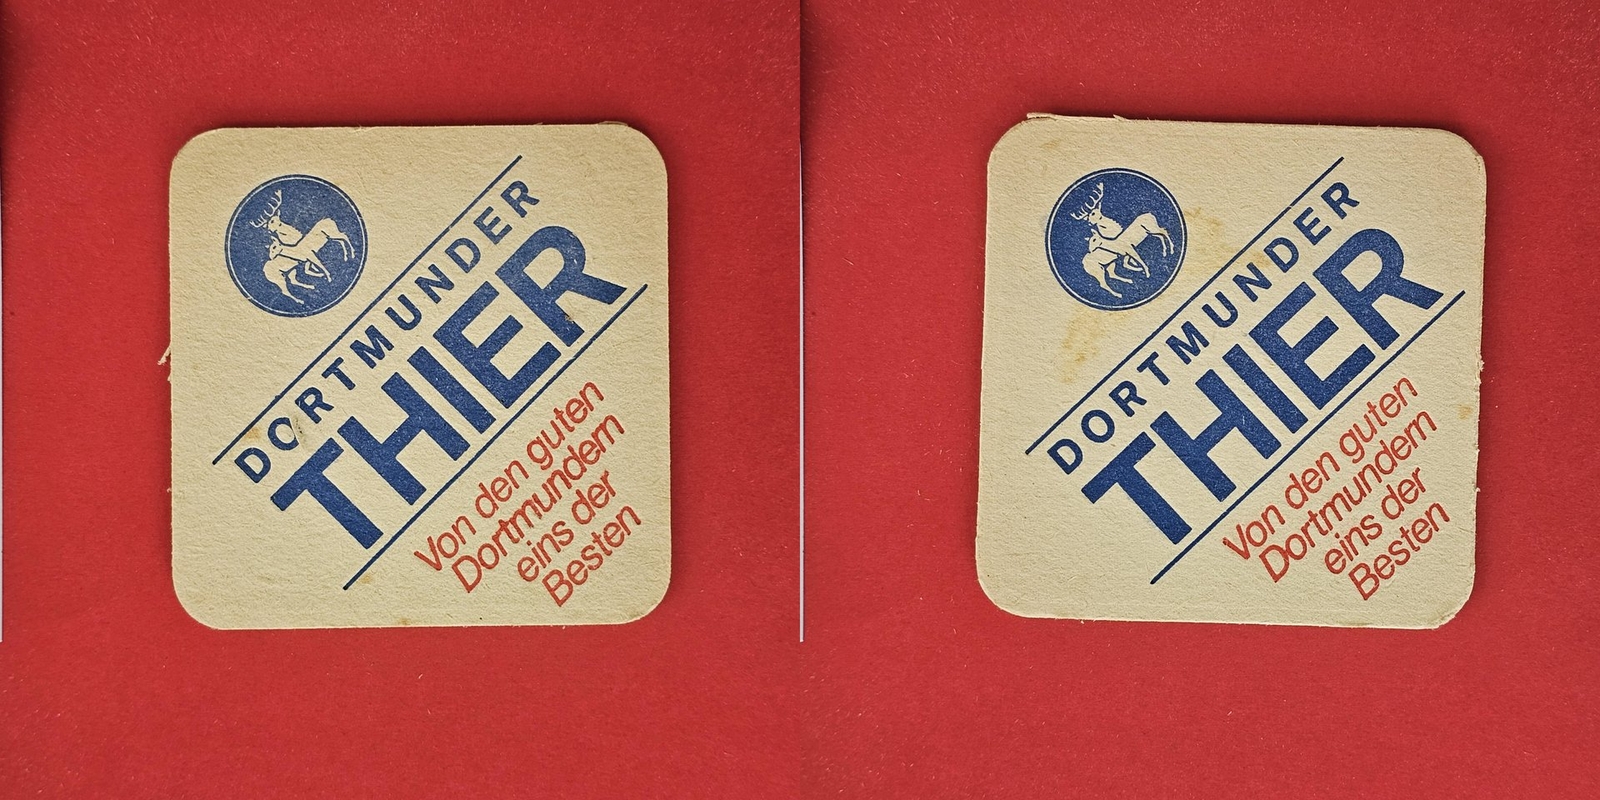 DORTMUNDER
THIER
Von den guten
Dortmundern
eins der
Besten
DORTMUNDER
THIER
Von den guten
Dortmundern
eins der
Besten